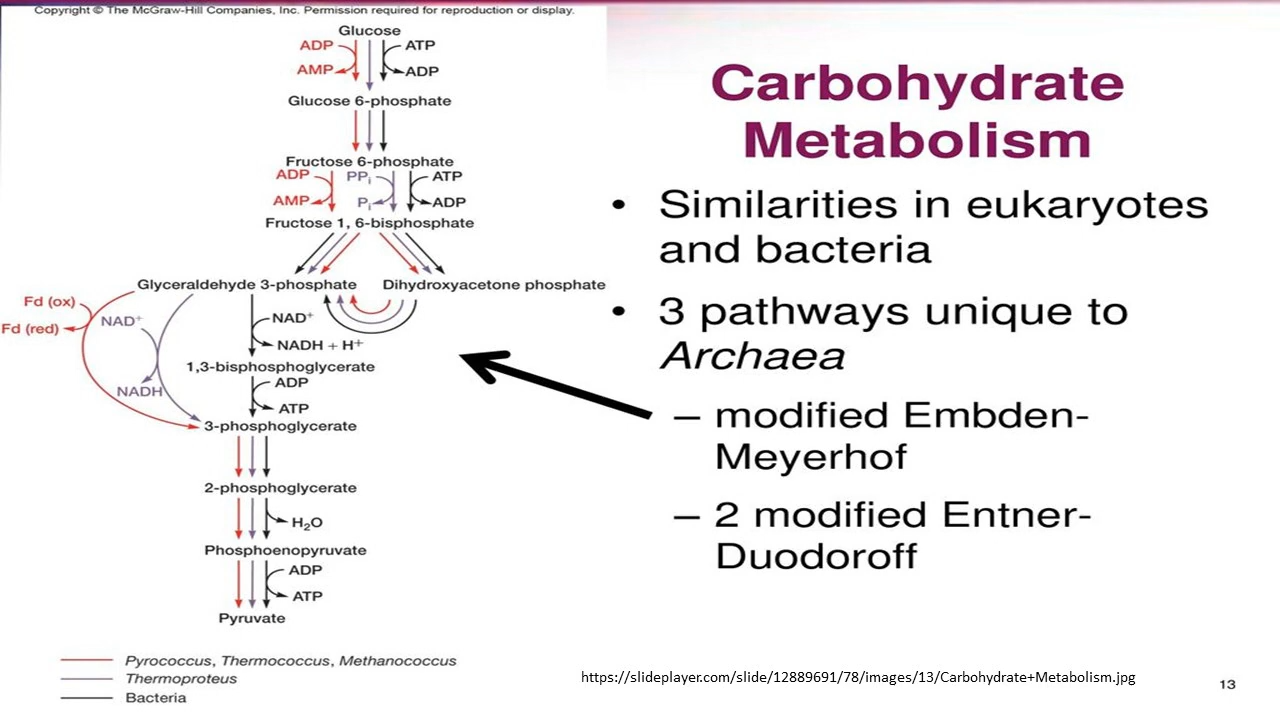 Copyright © The McGraw-Hill Companies, Inc. Permission required for reproduction or display.
Glucose
ADP
ATP
AMP
ADP
Glucose 6-phosphate
Fructose 6-phosphate
ADP
PPi
ATP
AMP
Pi
ADP
Fructose 1, 6-bisphosphate
Glyceraldehyde 3-phosphate
Dihydroxyacetone phosphate
Fd (ox)
Fd (red)
NAD+
NADH
NAD+
NADH + H+
1,3-bisphosphoglycerate
ADP
ATP
3-phosphoglycerate
2-phosphoglycerate
H2O
Phosphoenopyruvate
ADP
ATP
Pyruvate
Pyrococcus, Thermococcus, Methanococcus
Thermoproteus
Bacteria
Carbohydrate
Metabolism
• Similarities in eukaryotes
and bacteria
• 3 pathways unique to
Archaea
– modified Embden-
Meyerhof
– 2 modified Entner-
Duodoroff
https://slideplayer.com/slide/12889691/78/images/13/Carbohydrate+Metabolism.jpg
13